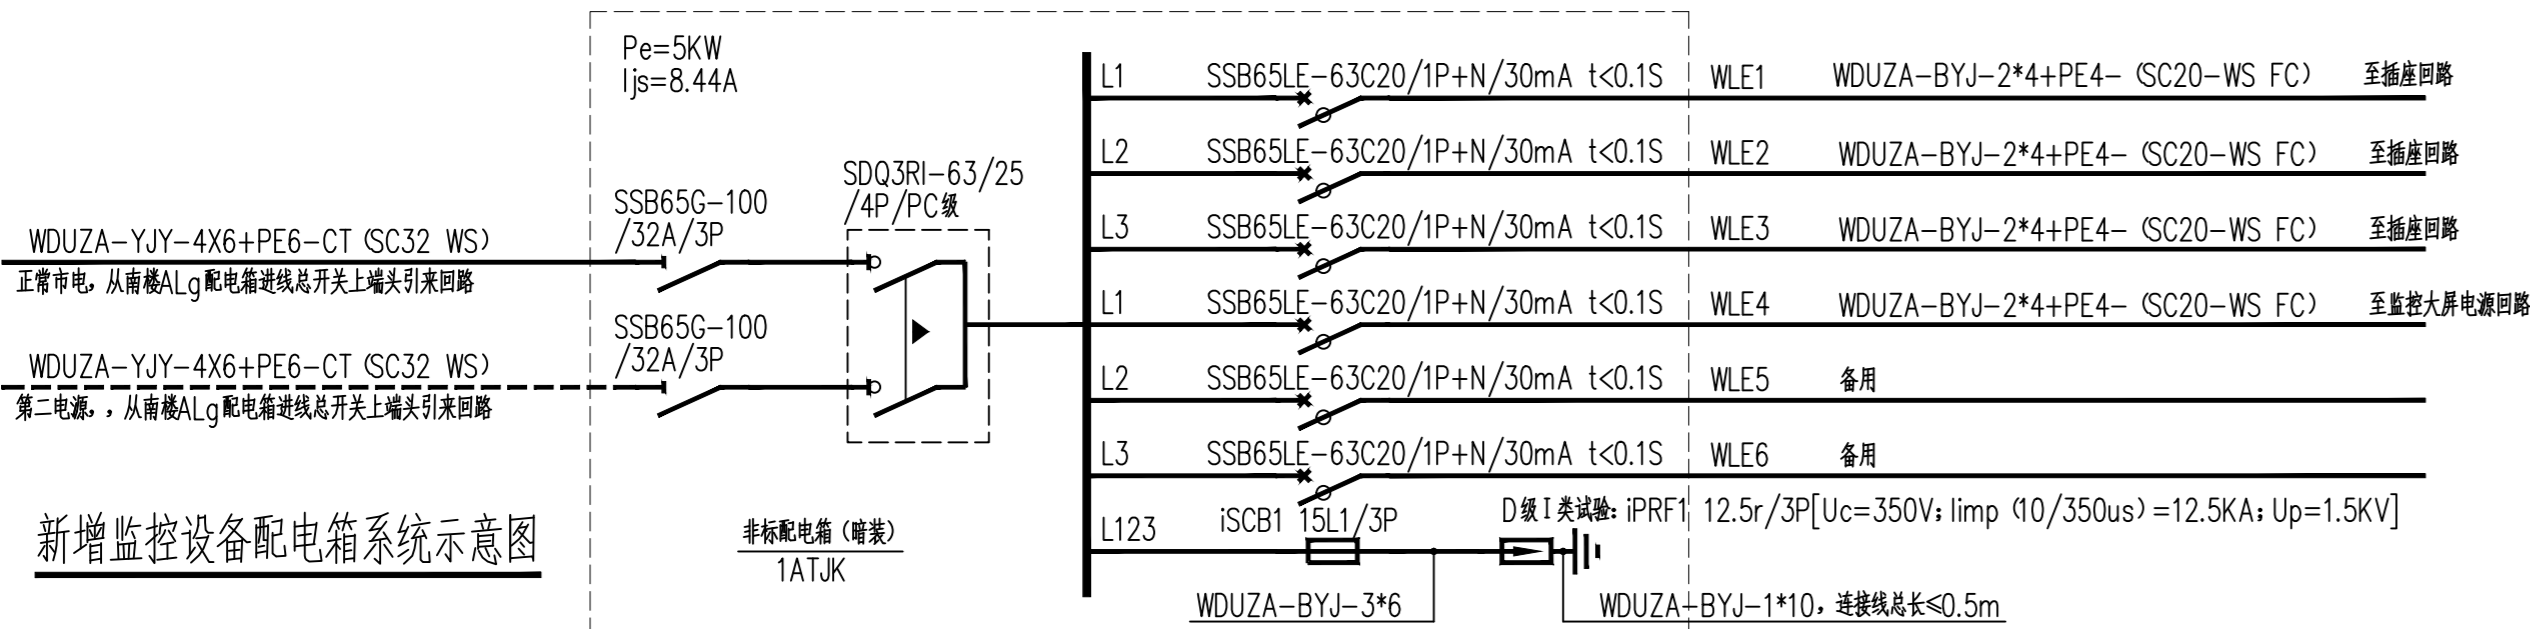 Pe=5KW
Ijs=8.44A
L1 SSB65LE-63C20/1P+N/30mA t<0.1S WLE1 WDUZA-BYJ-2*4+PE4- (SC20-WS FC) 至插座回路
L2 SSB65LE-63C20/1P+N/30mA t<0.1S WLE2 WDUZA-BYJ-2*4+PE4- (SC20-WS FC) 至插座回路
SDQ3RI-63/25
/4P/PC级
SSB65G-100
/32A/3P
WDUZA-YJY-4X6+PE6-CT (SC32 WS)
正常市电，从南楼ALg配电箱进线总开关上端头引来回路
L3 SSB65LE-63C20/1P+N/30mA t<0.1S WLE3 WDUZA-BYJ-2*4+PE4- (SC20-WS FC) 至插座回路
L1 SSB65LE-63C20/1P+N/30mA t<0.1S WLE4 WDUZA-BYJ-2*4+PE4- (SC20-WS FC) 至监控大屏电源回路
SSB65G-100
/32A/3P
WDUZA-YJY-4X6+PE6-CT (SC32 WS)
第二电源，，从南楼ALg配电箱进线总开关上端头引来回路
L2 SSB65LE-63C20/1P+N/30mA t<0.1S WLE5 备用
L3 SSB65LE-63C20/1P+N/30mA t<0.1S WLE6 备用
L123 iSCB1 15L1/3P D级I类试验：iPRF1 12.5r/3P[Uc=350V；Iimp (10/350us)=12.5KA；Up=1.5KV]
WDUZA-BYJ-3*6 WDUZA-BYJ-1*10，连接线总长≤0.5m
非标配电箱（暗装）
1ATJK
新增监控设备配电箱系统示意图